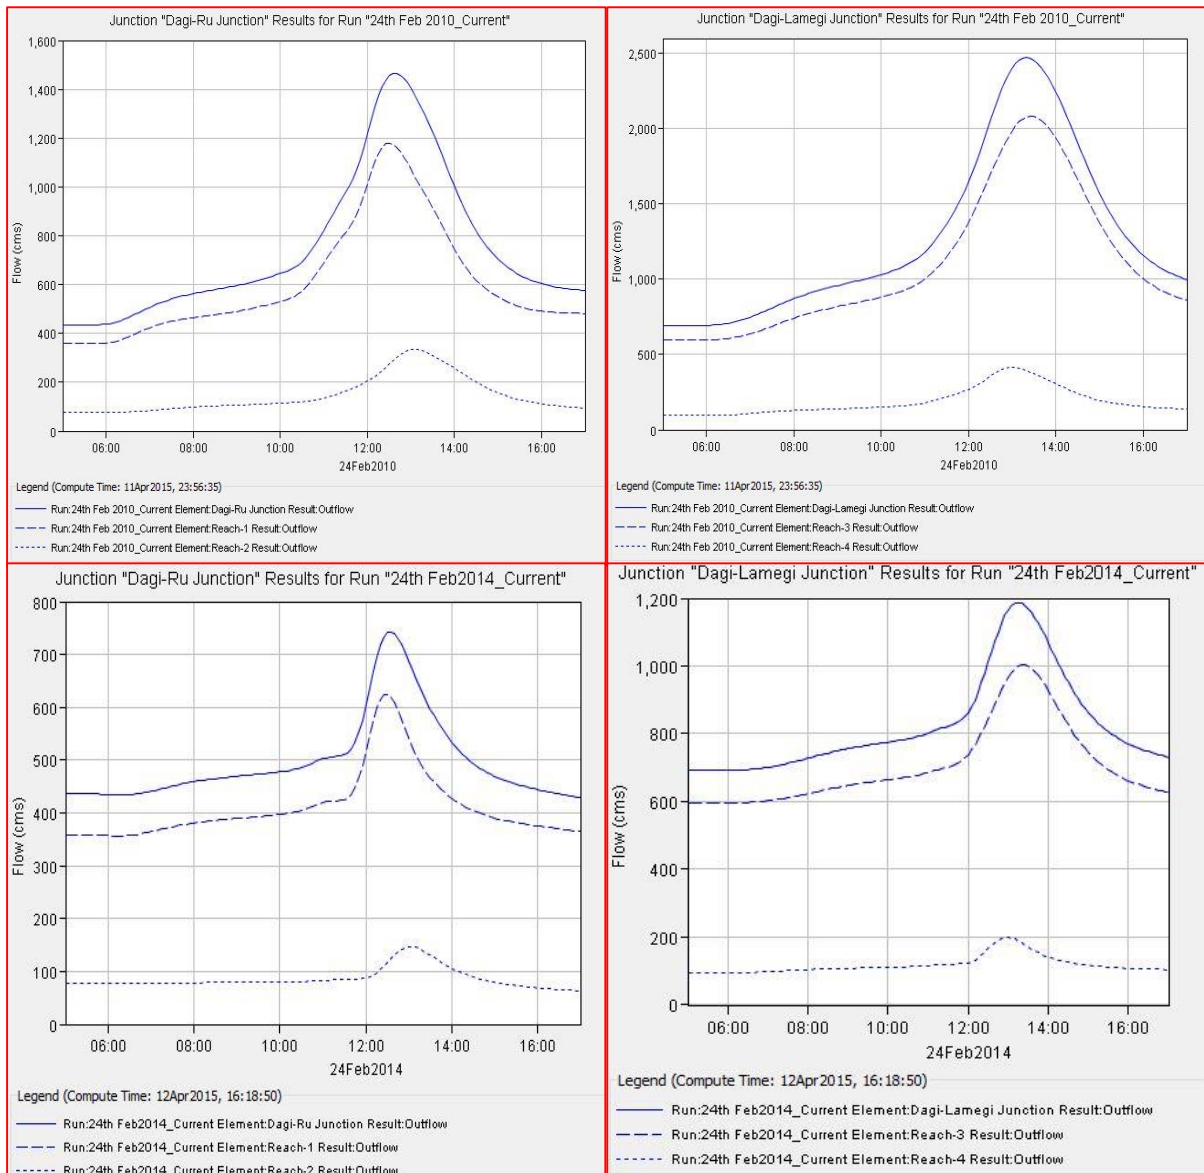 Junction "Dagi-Ru Junction" Results for Run "24th Feb 2010_Current"
1,600
1,400
1,200
1,000
800
600
400
200
0
Flow (cms)
06:00 08:00 10:00 12:00 14:00 16:00
24Feb2010
Legend (Compute Time: 11Apr2015, 23:56:35)
Run:24th Feb 2010_Current Element:Dagi-Ru Junction Result:Outflow
Run:24th Feb 2010_Current Element:Reach-1 Result:Outflow
Run:24th Feb 2010_Current Element:Reach-2 Result:Outflow
Junction "Dagi-Lamegi Junction" Results for Run "24th Feb 2010_Current"
2,500
2,000
1,500
1,000
500
0
Flow (cms)
06:00 08:00 10:00 12:00 14:00 16:00
24Feb2010
Legend (Compute Time: 11Apr2015, 23:56:35)
Run:24th Feb 2010_Current Element:Dagi-Lamegi Junction Result:Outflow
Run:24th Feb 2010_Current Element:Reach-3 Result:Outflow
Run:24th Feb 2010_Current Element:Reach-4 Result:Outflow
Junction "Dagi-Ru Junction" Results for Run "24th Feb2014_Current"
800
700
600
500
400
300
200
100
0
Flow (cms)
06:00 08:00 10:00 12:00 14:00 16:00
24Feb2014
Legend (Compute Time: 12Apr2015, 16:18:50)
Run:24th Feb2014_Current Element:Dagi-Ru Junction Result:Outflow
Run:24th Feb2014_Current Element:Reach-1 Result:Outflow
Run:24th Feb2014_Current Element:Reach-2 Result:Outflow
Junction "Dagi-Lamegi Junction" Results for Run "24th Feb2014_Current"
1,200
1,000
800
600
400
200
0
Flow (cms)
06:00 08:00 10:00 12:00 14:00 16:00
24Feb2014
Legend (Compute Time: 12Apr2015, 16:18:50)
Run:24th Feb2014_Current Element:Dagi-Lamegi Junction Result:Outflow
Run:24th Feb2014_Current Element:Reach-3 Result:Outflow
Run:24th Feb2014_Current Element:Reach-4 Result:Outflow